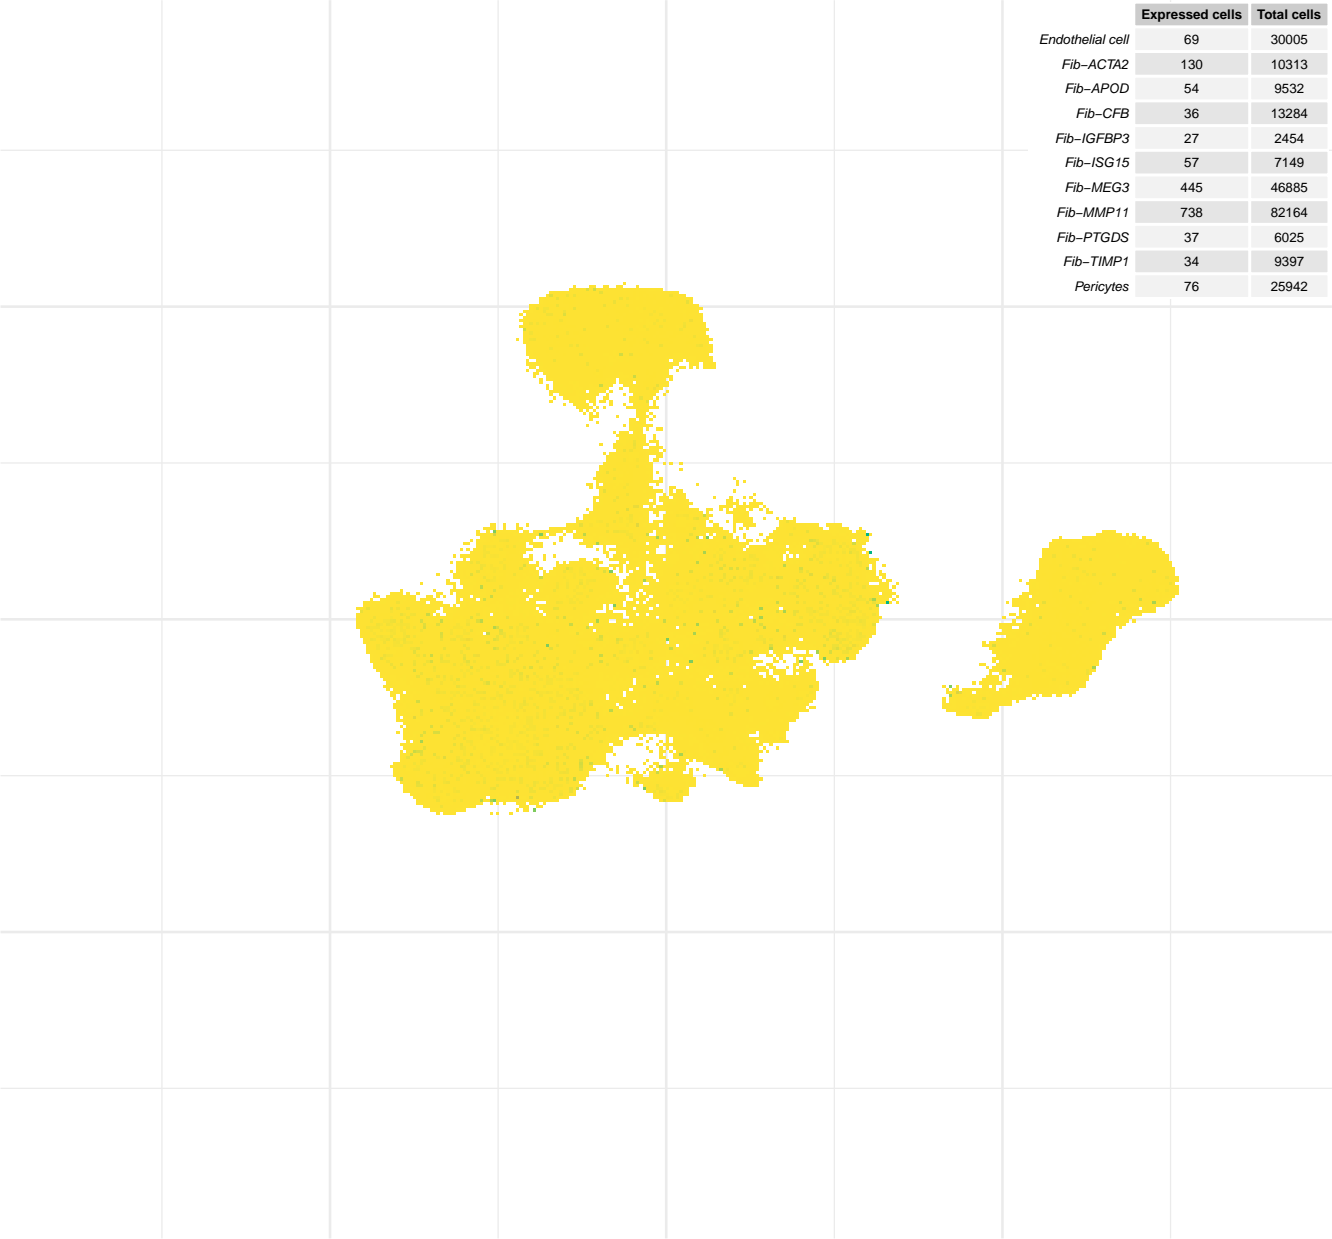 Expressed cells Total cells
Endothelial cell 69 30005
Fib−ACTA2 130 10313
Fib−APOD 54 9532
Fib−CFB 36 13284
Fib−IGFBP3 27 2454
Fib−ISG15 57 7149
Fib−MEG3 445 46885
Fib−MMP11 738 82164
Fib−PTGDS 37 6025
Fib−TIMP1 34 9397
Pericytes 76 25942